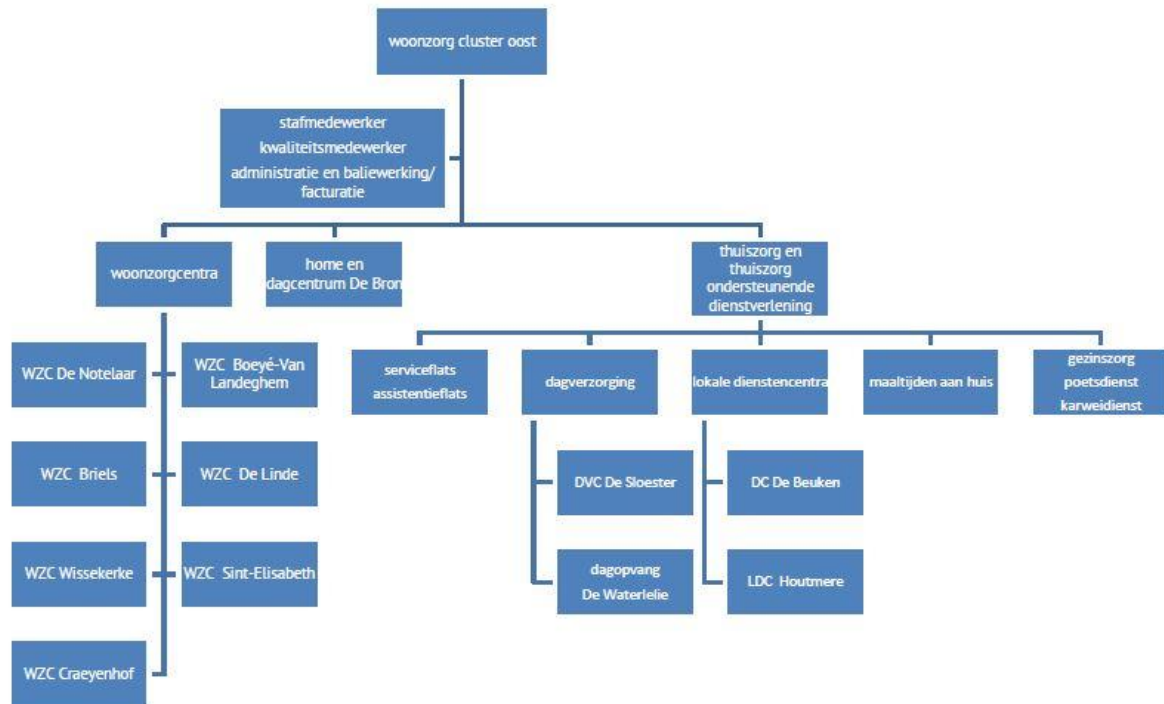 woonzorg cluster oost
stafmedewerker
kwaliteitsmedewerker
administratie en baliewerking/
facturatie
woonzorgcentra
home en
dagcentrum De Bron
thuiszorg en
thuiszorg
ondersteunende
dienstverlening
WZC De Notelaar
WZC Boeyé-Van
Landeghem
WZC Briels
WZC De Linde
WZC Wissekerke
WZC Sint-Elisabeth
WZC Craeyenhof
serviceflats
assistentieflats
dagverzorging
lokale dienstencentra
maaltijden aan huis
gezinszorg
poetsdienst
karweidienst
DVC De Sloester
DC De Beuken
dagopvang
De Waterlelie
LDC Houtmere